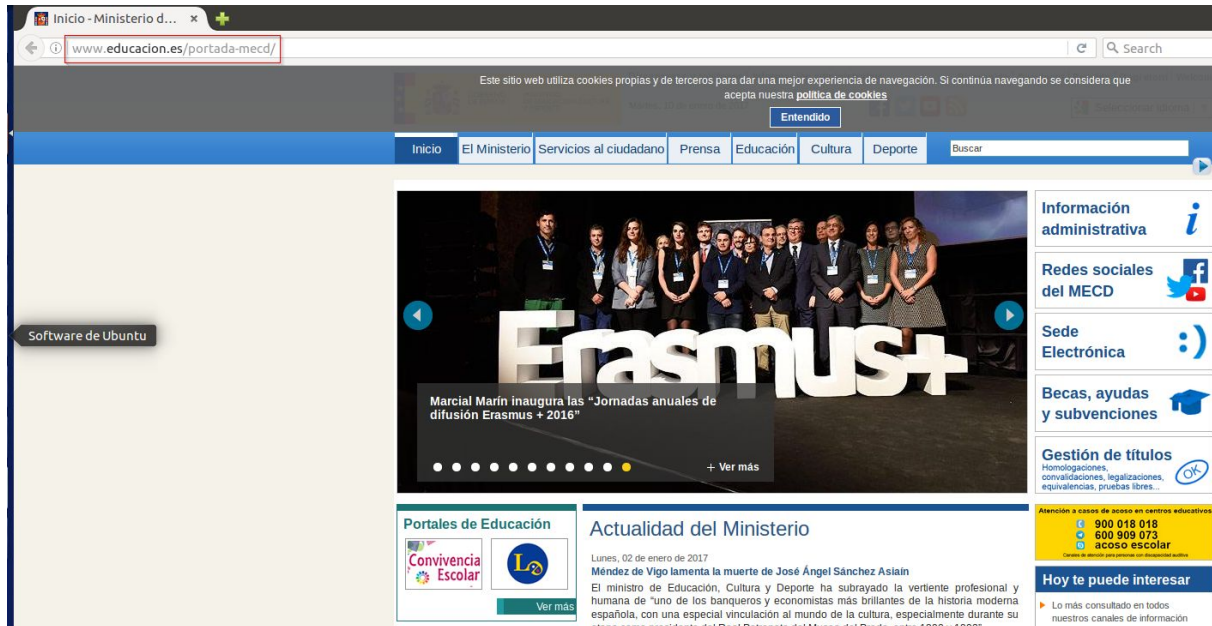 Inicio - Ministerio d... ×
www.educacion.es/portada-mecd/
Search
Este sitio web utiliza cookies propias y de terceros para dar una mejor experiencia de navegación. Si continúa navegando se considera que
acepta nuestra política de cookies
Entendido
Inicio
El Ministerio
Servicios al ciudadano
Prensa
Educación
Cultura
Deporte
Buscar
Software de Ubuntu
Erasmus+
Marcial Marín inaugura las “Jornadas anuales de
difusión Erasmus + 2016”
+ Ver más
Información
administrativa
i
Redes sociales
del MECD
Sede
Electrónica
:)
Becas, ayudas
y subvenciones
Gestión de títulos
Homologaciones,
convalidaciones, legalizaciones,
equivalencias, pruebas libres...
OK
Portales de Educación
Convivencia
Escolar
Ver más
Actualidad del Ministerio
Lunes, 02 de enero de 2017
Méndez de Vigo lamenta la muerte de José Ángel Sánchez Asiaín
El ministro de Educación, Cultura y Deporte ha subrayado la vertiente profesional y
humana de “uno de los banqueros y economistas más brillantes de la historia moderna
española, con una especial vinculación al mundo de la cultura, especialmente durante su
Atención a casos de acoso en centros educativos
900 018 018
600 909 073
acoso escolar
Canales de atención para personas con discapacidad auditiva
Hoy te puede interesar
Lo más consultado en todos
nuestros canales de información